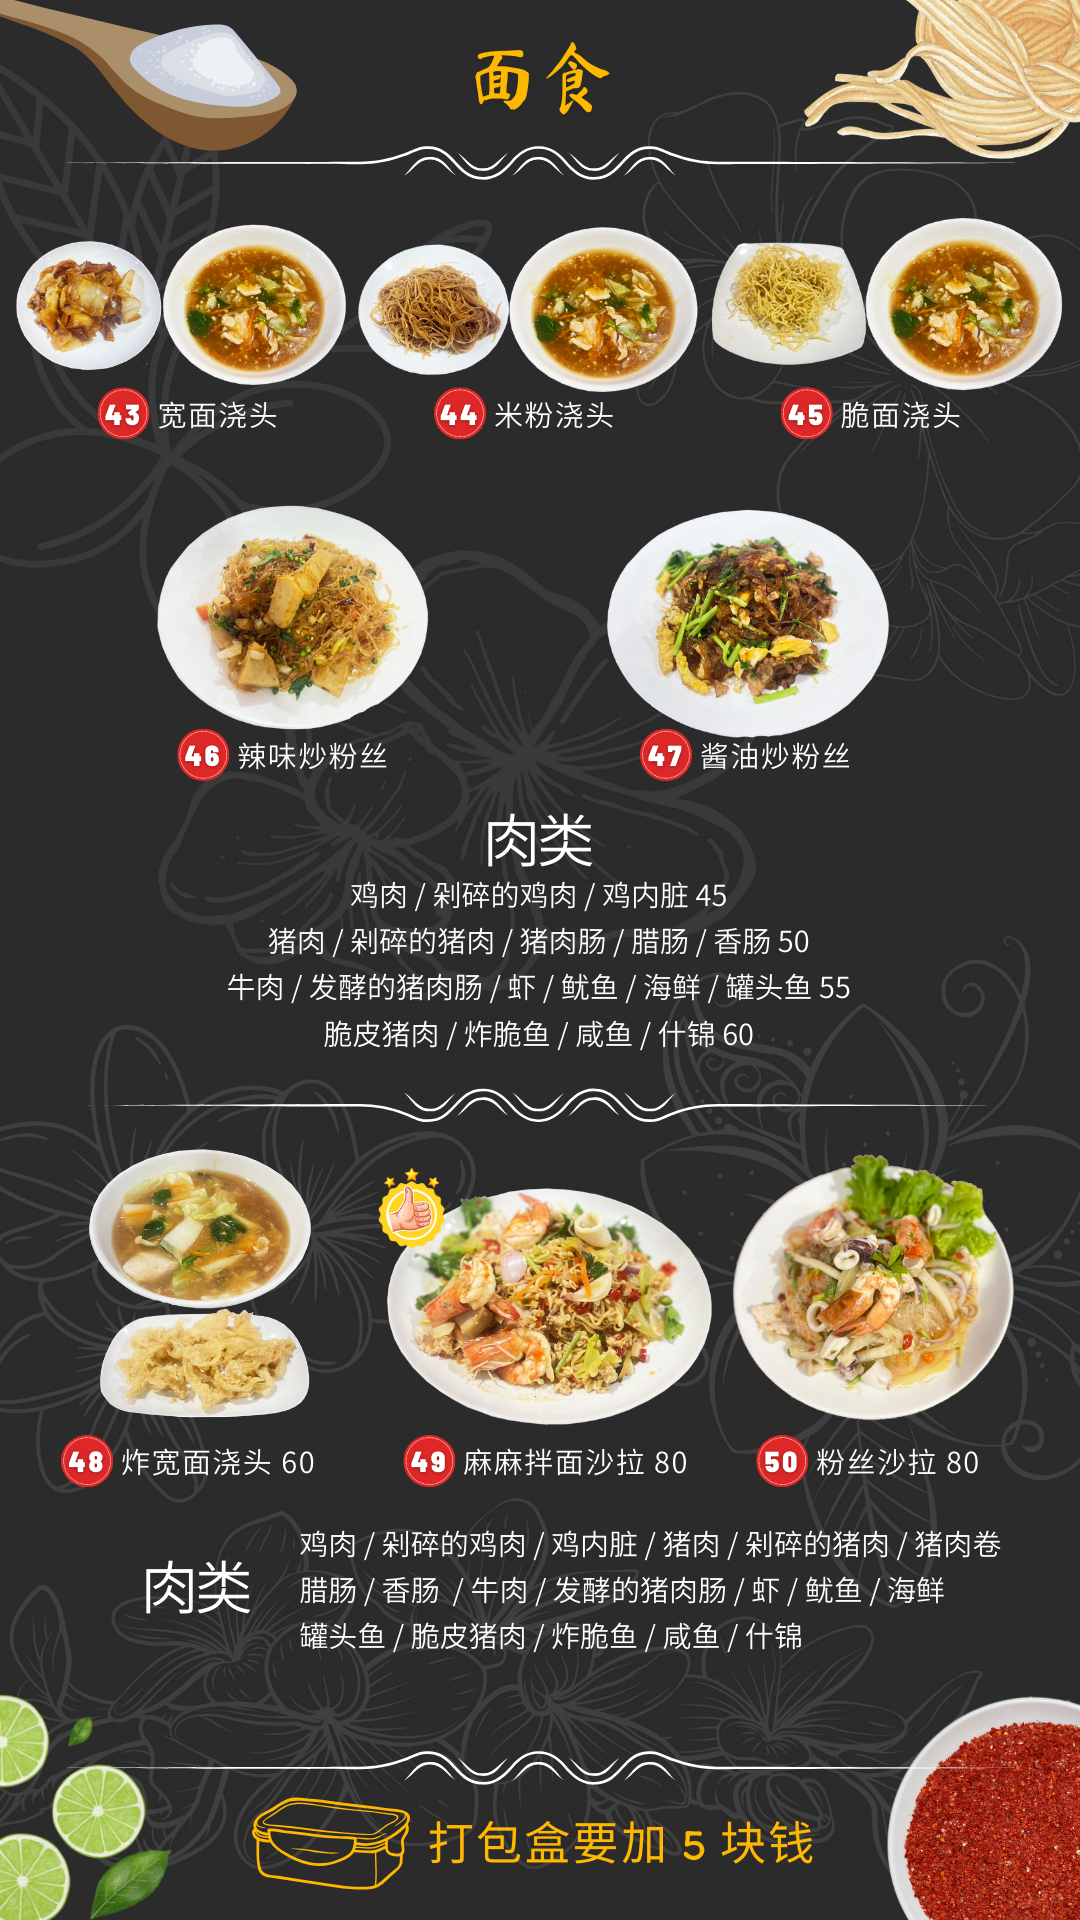 面食
43 宽面浇头
44 米粉浇头
45 脆面浇头
46 辣味炒粉丝
47 酱油炒粉丝
肉类
鸡肉 / 剁碎的鸡肉 / 鸡内脏 45
猪肉 / 剁碎的猪肉 / 猪肉肠 / 腊肠 / 香肠 50
牛肉 / 发酵的猪肉肠 / 虾 / 鱿鱼 / 海鲜 / 罐头鱼 55
脆皮猪肉 / 炸脆鱼 / 咸鱼 / 什锦 60
48 炸宽面浇头 60
49 麻麻拌面沙拉 80
50 粉丝沙拉 80
肉类
鸡肉 / 剁碎的鸡肉 / 鸡内脏 / 猪肉 / 剁碎的猪肉 / 猪肉卷
腊肠 / 香肠 / 牛肉 / 发酵的猪肉肠 / 虾 / 鱿鱼 / 海鲜
罐头鱼 / 脆皮猪肉 / 炸脆鱼 / 咸鱼 / 什锦
打包盒要加 5 块钱